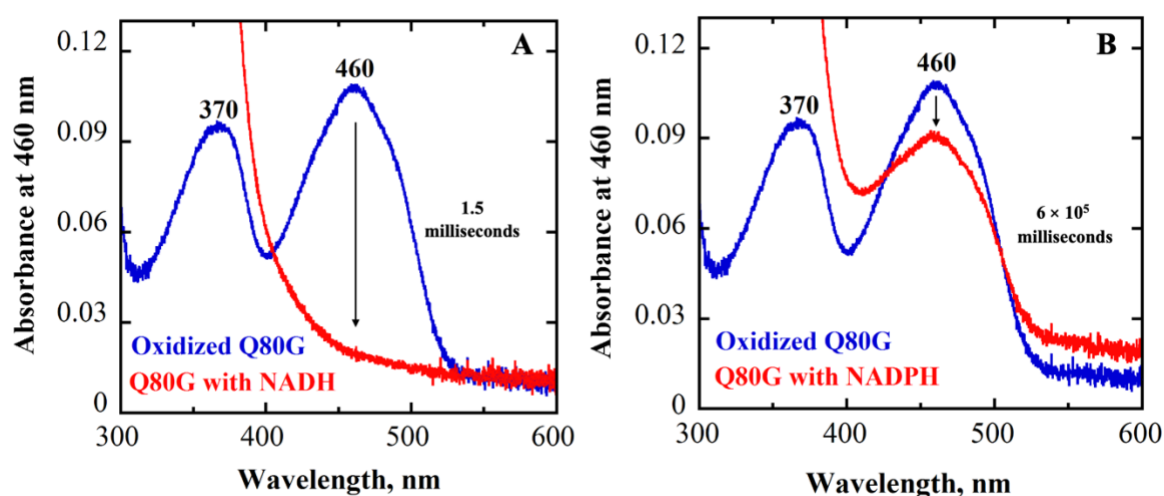 A
Absorbance at 460 nm
0.12
0.09
0.06
0.03
0
370
460
1.5
milliseconds
Oxidized Q80G
Q80G with NADH
300
400
500
600
Wavelength, nm
B
Absorbance at 460 nm
0.12
0.09
0.06
0.03
0
370
460
6 × 10⁵
milliseconds
Oxidized Q80G
Q80G with NADPH
300
400
500
600
Wavelength, nm